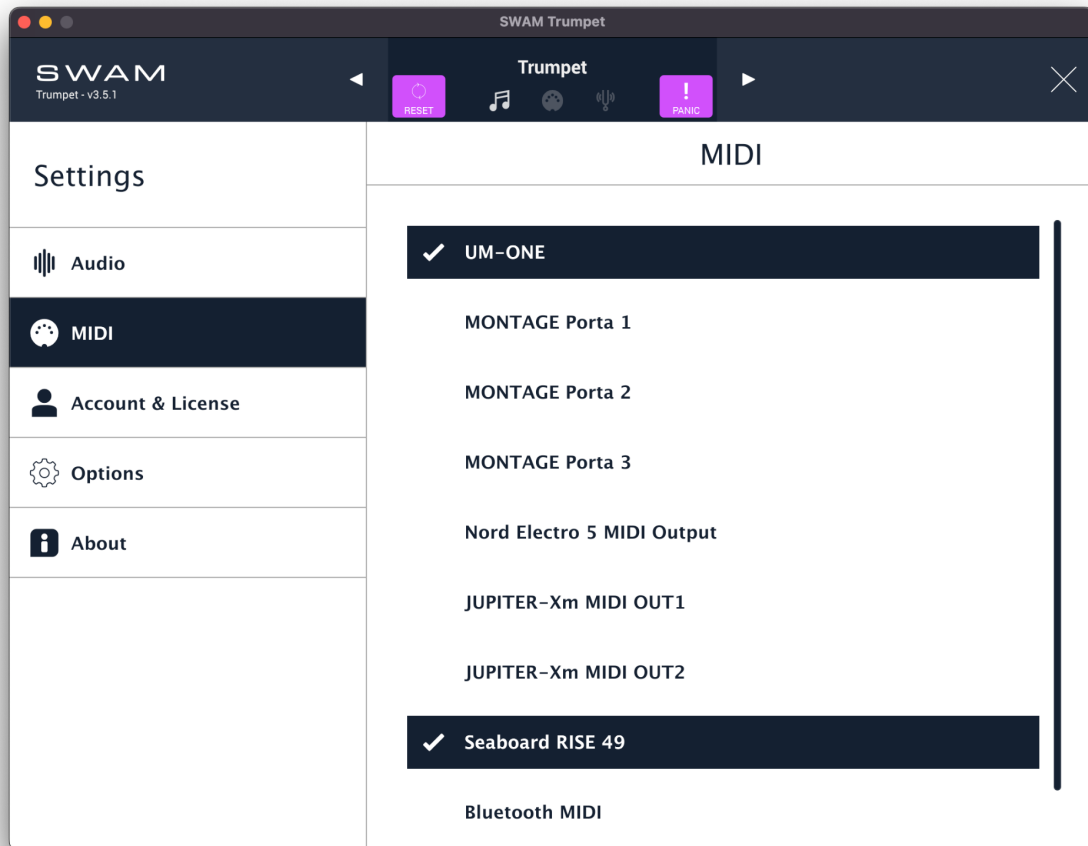 SWAM Trumpet
SWAM
Trumpet - v3.5.1
Trumpet
RESET
!
PANIC
Settings
Audio
MIDI
Account & License
Options
About
MIDI
UM-ONE
MONTAGE Porta 1
MONTAGE Porta 2
MONTAGE Porta 3
Nord Electro 5 MIDI Output
JUPITER-Xm MIDI OUT1
JUPITER-Xm MIDI OUT2
Seaboard RISE 49
Bluetooth MIDI